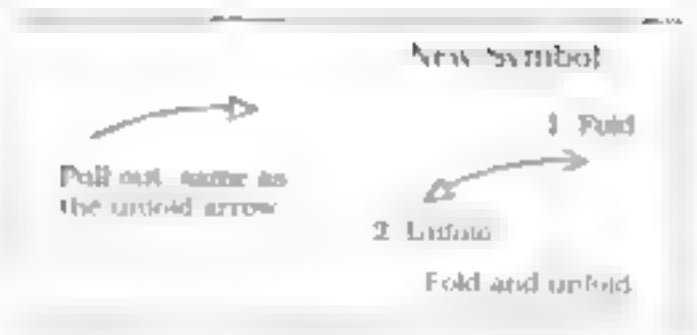 New Symbol
1 Fold
Pull out same as
the unfold arrow
2 Unfold
Fold and unfold